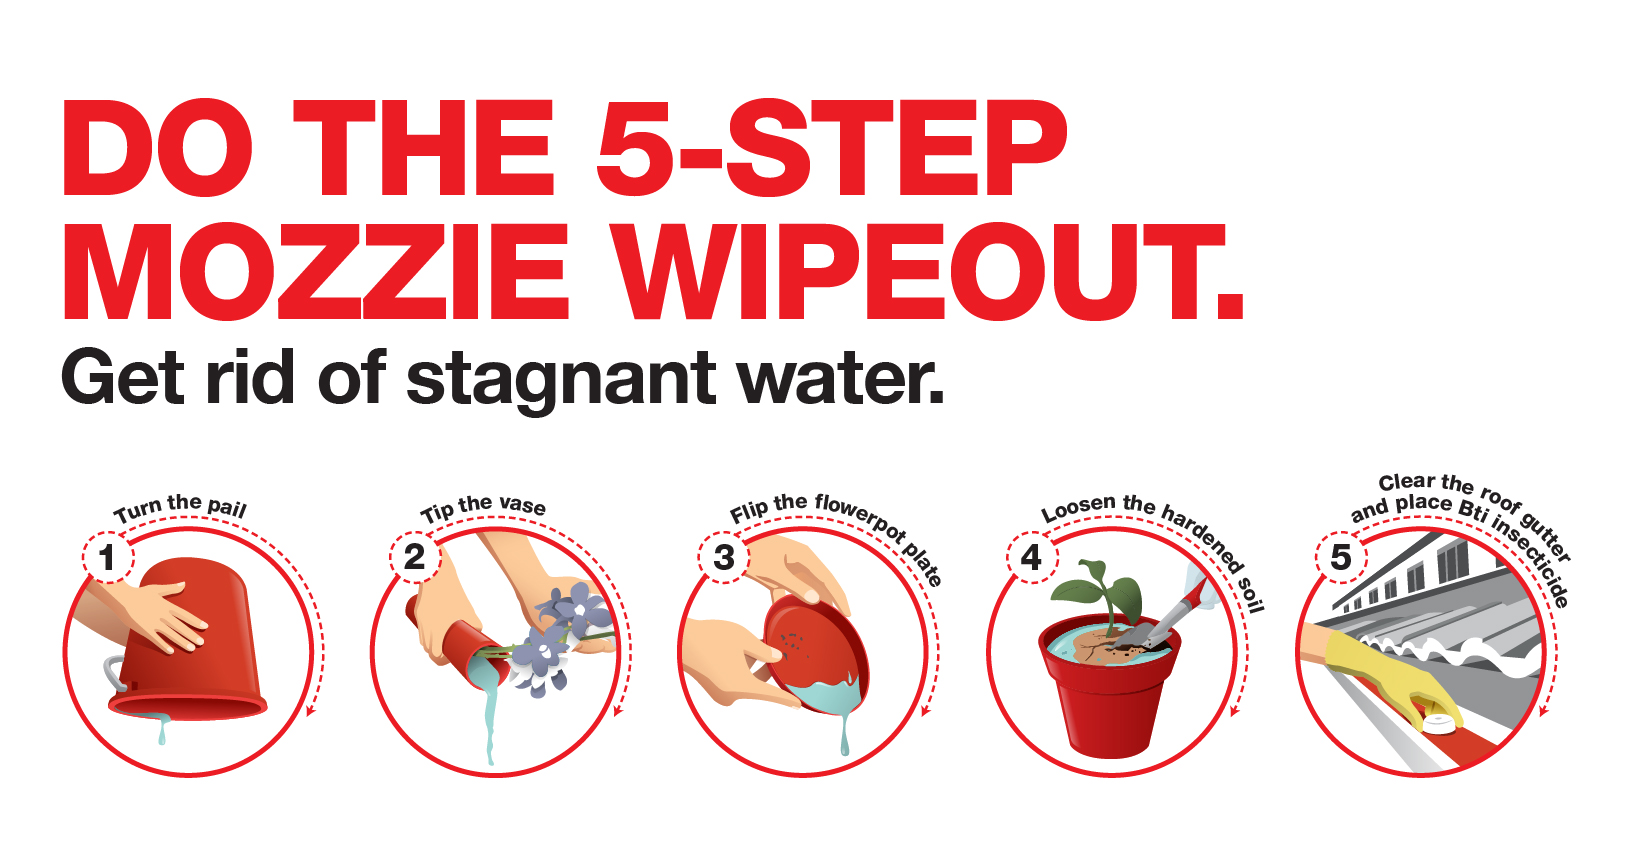 DO THE 5-STEP
MOZZIE WIPEOUT.
Get rid of stagnant water.
1
Turn the pail
2
Tip the vase
3
Flip the flowerpot plate
4
Loosen the hardened soil
5
Clear the roof gutter
and place Bti insecticide